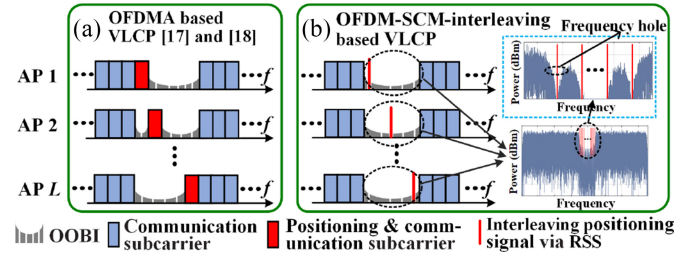 (a) OFDMA based
VLCP [17] and [18]
AP 1
f
AP 2
f
AP L
f
(b) OFDM-SCM-interleaving
based VLCP
f
f
f
Frequency hole
Power (dBm)
Frequency
Power (dBm)
Frequency
OOBI
Communication
subcarrier
Positioning & comm-
unication subcarrier
Interleaving positioning
signal via RSS